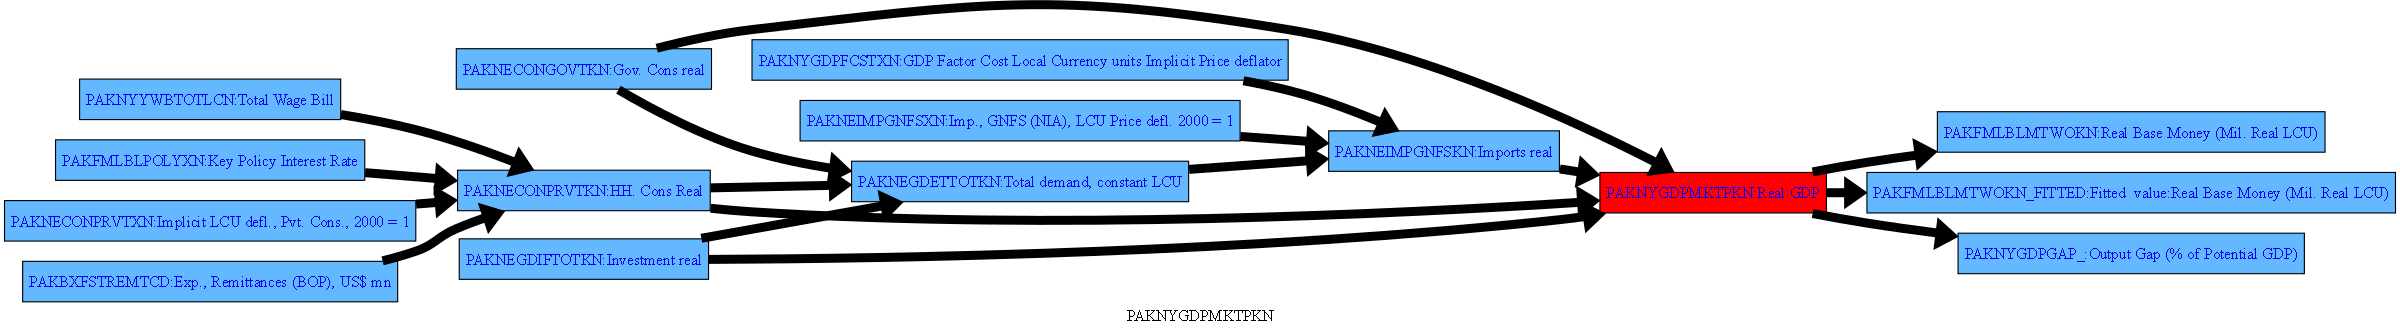 PAKNECONGOVTKN:Gov. Cons real
PAKNYGDPFCSTXN:GDP Factor Cost Local Currency units Implicit Price deflator
PAKNYYWBTOTLCN:Total Wage Bill
PAKNEIMPGNFSXN:Imp., GNFS (NIA), LCU Price defl. 2000 = 1
PAKFMLBLMTWOKN:Real Base Money (Mil. Real LCU)
PAKFMLBLPOLYXN:Key Policy Interest Rate
PAKNEIMPGNFSKN:Imports real
PAKNECONPRVTKN:HH. Cons Real
PAKNEGDETTOTKN:Total demand, constant LCU
PAKNYGDPMKTPKN:Real GDP
PAKFMLBLMTWOKN_FITTED:Fitted  value:Real Base Money (Mil. Real LCU)
PAKNECONPRVTXN:Implicit LCU defl., Pvt. Cons., 2000 = 1
PAKNEGDIFTOTKN:Investment real
PAKNYGDPGAP_:Output Gap (% of Potential GDP)
PAKBXFSTREMTCD:Exp., Remittances (BOP), US$ mn
PAKNYGDPMKTPKN